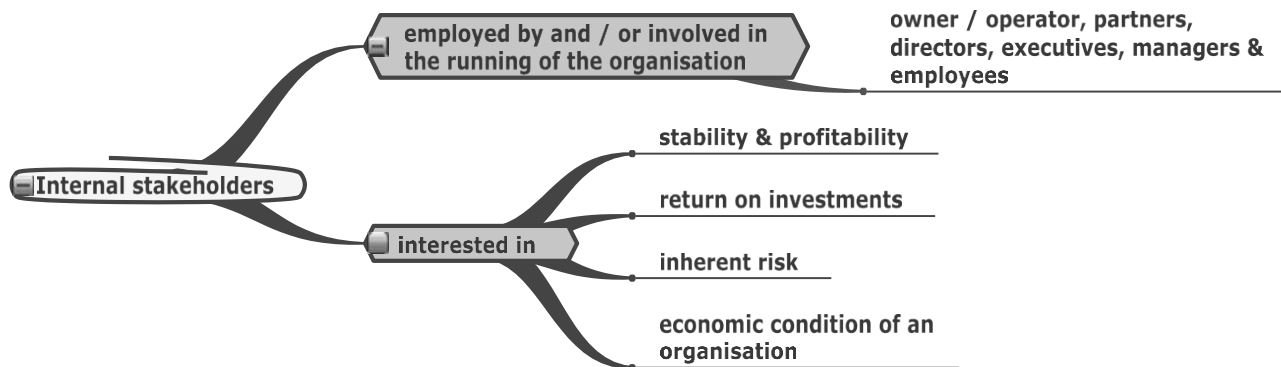 owner / operator, partners,
directors, executives, managers &
employees
employed by and / or involved in
the running of the organisation
stability & profitability
Internal stakeholders
return on investments
interested in
inherent risk
economic condition of an
organisation